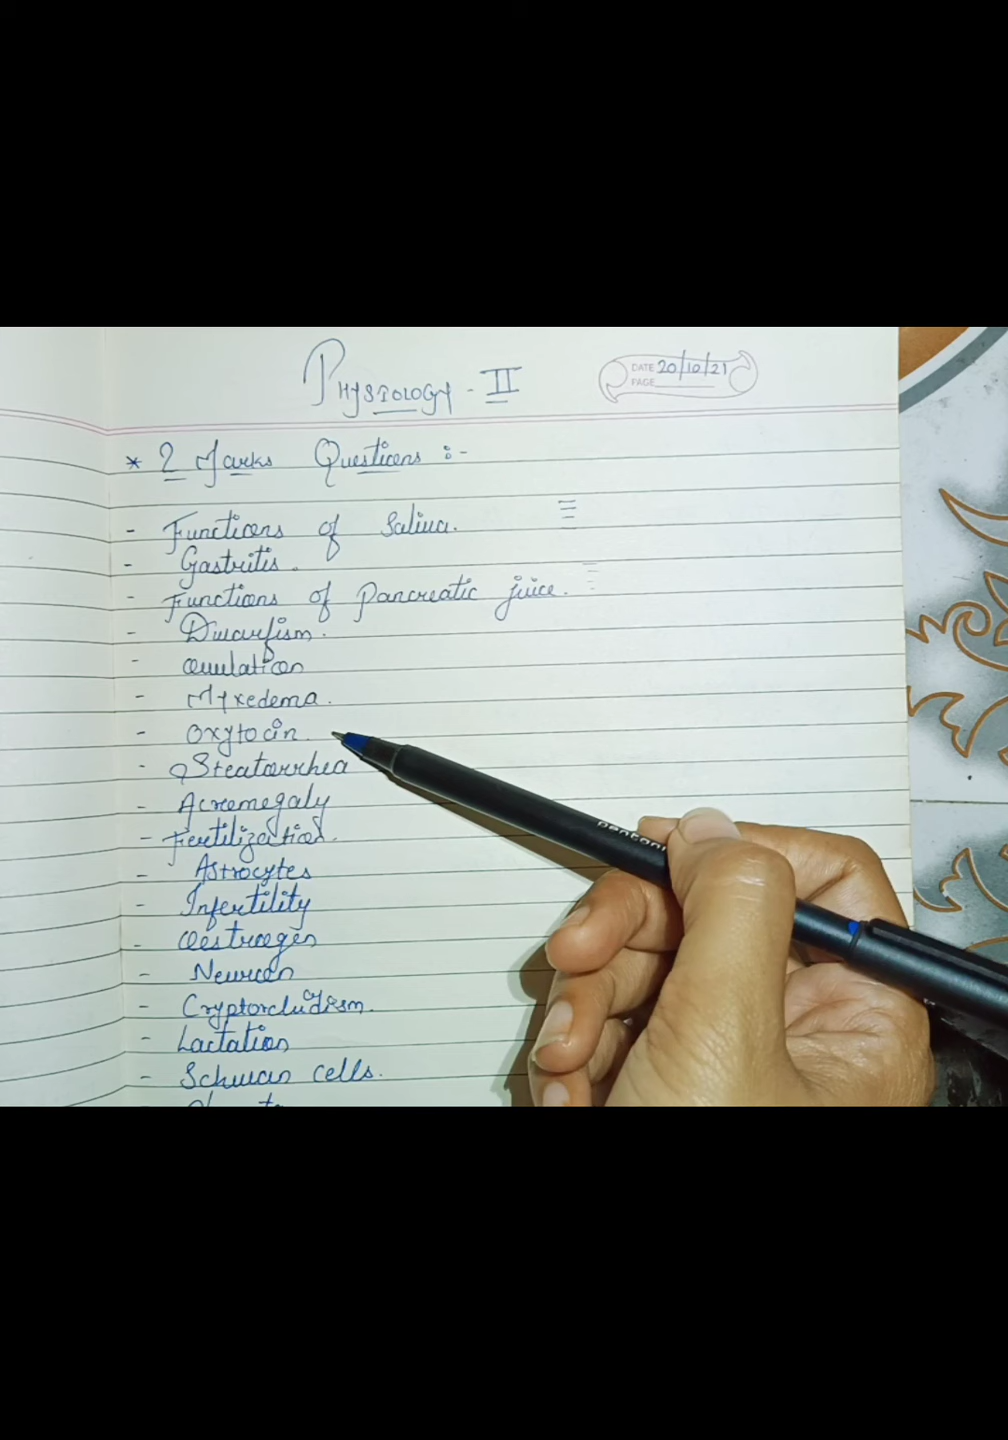 Physiology - II
DATE 20/10/21
PAGE
* 2 Marks Questions :-
- Functions of Saliva.
- Gastritis.
- Functions of Pancreatic juice.
- Dwarfism.
- Ovulation
- Myxedema.
- Oxytocin.
- Steatorrhea
- Acromegaly
- Fertilization.
- Astrocytes
- Infertility
- Oestrogen
- Neuron
- Cryptorchidism.
- Lactation
- Schwan cells.
pentonic